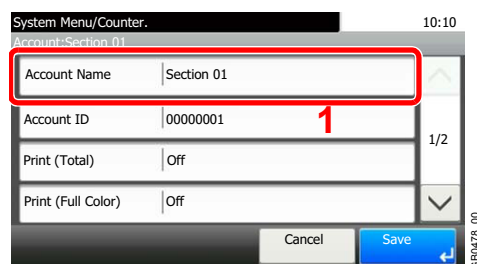 System Menu/Counter.
10:10
Account:Section 01
Account Name
Section 01
Account ID
00000001
1
1/2
Print (Total)
Off
Print (Full Color)
Off
Cancel
Save
GB0478_00